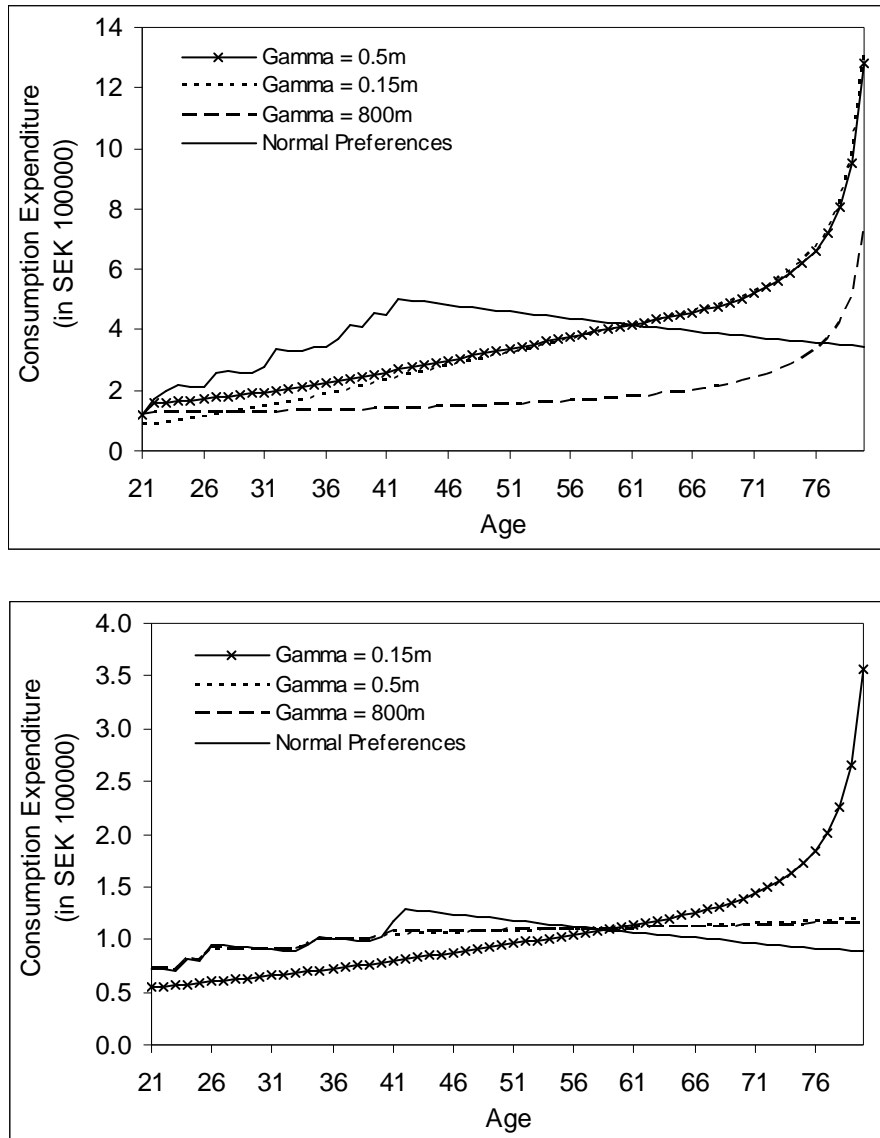 Consumption Expenditure
(in SEK 100000)
14
12
10
8
6
4
2
0
Gamma = 0.5m
Gamma = 0.15m
Gamma = 800m
Normal Preferences
21 26 31 36 41 46 51 56 61 66 71 76
Age
Consumption Expenditure
(in SEK 100000)
4.0
3.5
3.0
2.5
2.0
1.5
1.0
0.5
0.0
Gamma = 0.15m
Gamma = 0.5m
Gamma = 800m
Normal Preferences
21 26 31 36 41 46 51 56 61 66 71 76
Age